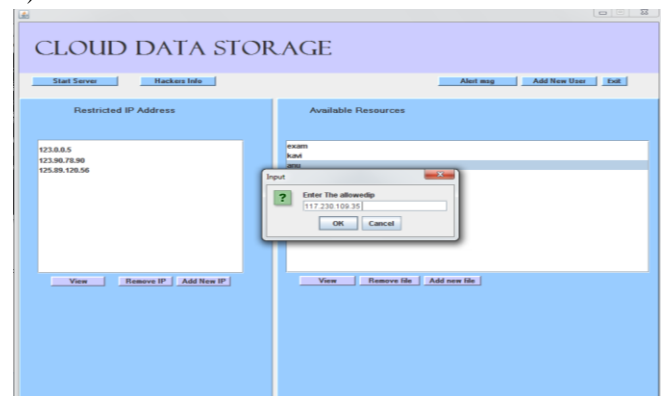 CLOUD DATA STORAGE
Start Server Hackers Info Alert msg Add New User Exit
Restricted IP Address Available Resources
123.0.0.5
123.90.78.90
125.89.120.56
exam
kavi
anu
Input
Enter The allowedip
117.230.109.35
OK Cancel
View Remove IP Add New IP View Remove file Add new file